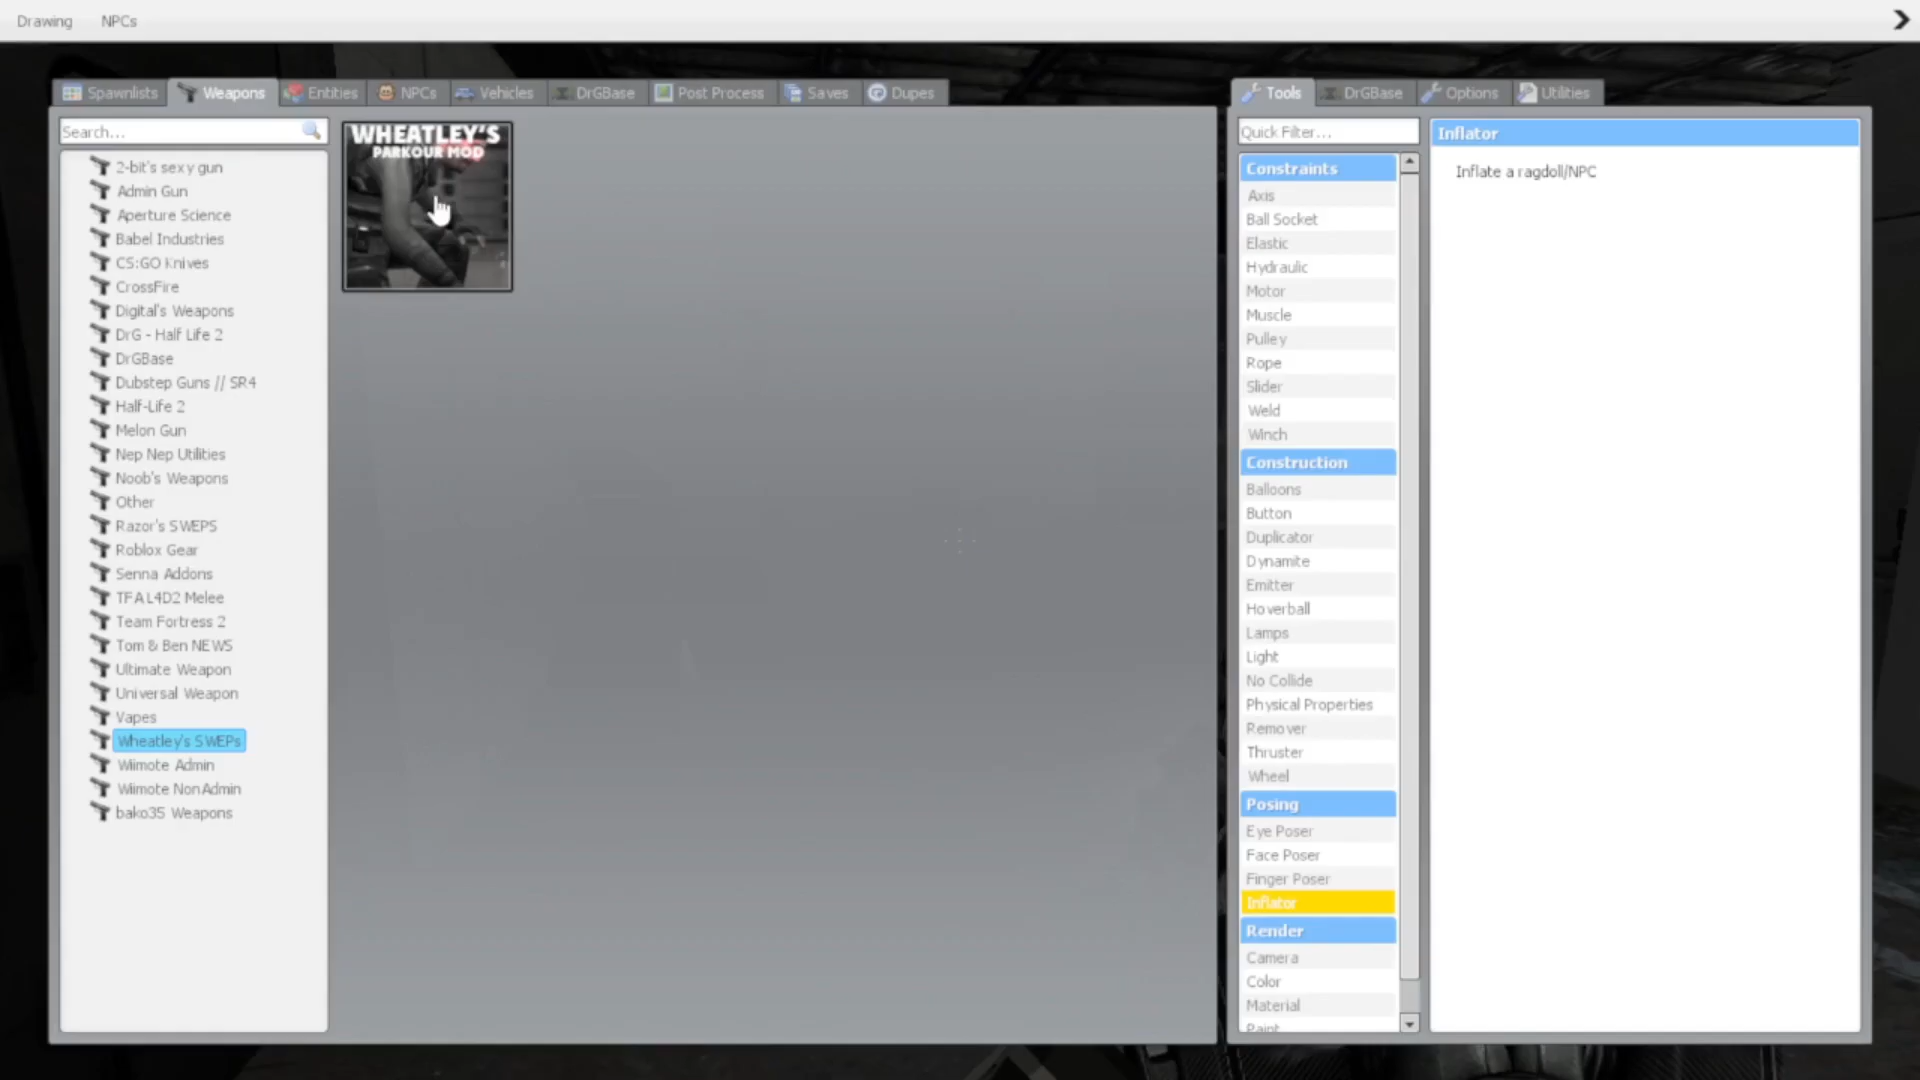 Drawing NPCs
Spawnlists Weapons Entities NPCs Vehicles DrGBase Post Process Saves Dupes
Search...
2-bit's sexy gun
Admin Gun
Aperture Science
Babel Industries
CS:GO Knives
CrossFire
Digital's Weapons
DrG - Half Life 2
DrGBase
Dubstep Guns // SR4
Half-Life 2
Melon Gun
Nep Nep Utilities
Noob's Weapons
Other
Razor's SWEPS
Roblox Gear
Senna Addons
TFA L4D2 Melee
Team Fortress 2
Tom & Ben NEWS
Ultimate Weapon
Universal Weapon
Vapes
Wheatley's SWEPs
Wiimote Admin
Wiimote NonAdmin
bako35 Weapons
WHEATLEY'S
PARKOUR MOD
Tools DrGBase Options Utilities
Quick Filter...
Constraints
Axis
Ball Socket
Elastic
Hydraulic
Motor
Muscle
Pulley
Rope
Slider
Weld
Winch
Construction
Balloons
Button
Duplicator
Dynamite
Emitter
Hoverball
Lamps
Light
No Collide
Physical Properties
Remover
Thruster
Wheel
Posing
Eye Poser
Face Poser
Finger Poser
Inflator
Render
Camera
Color
Material
Paint
Inflator
Inflate a ragdoll/NPC